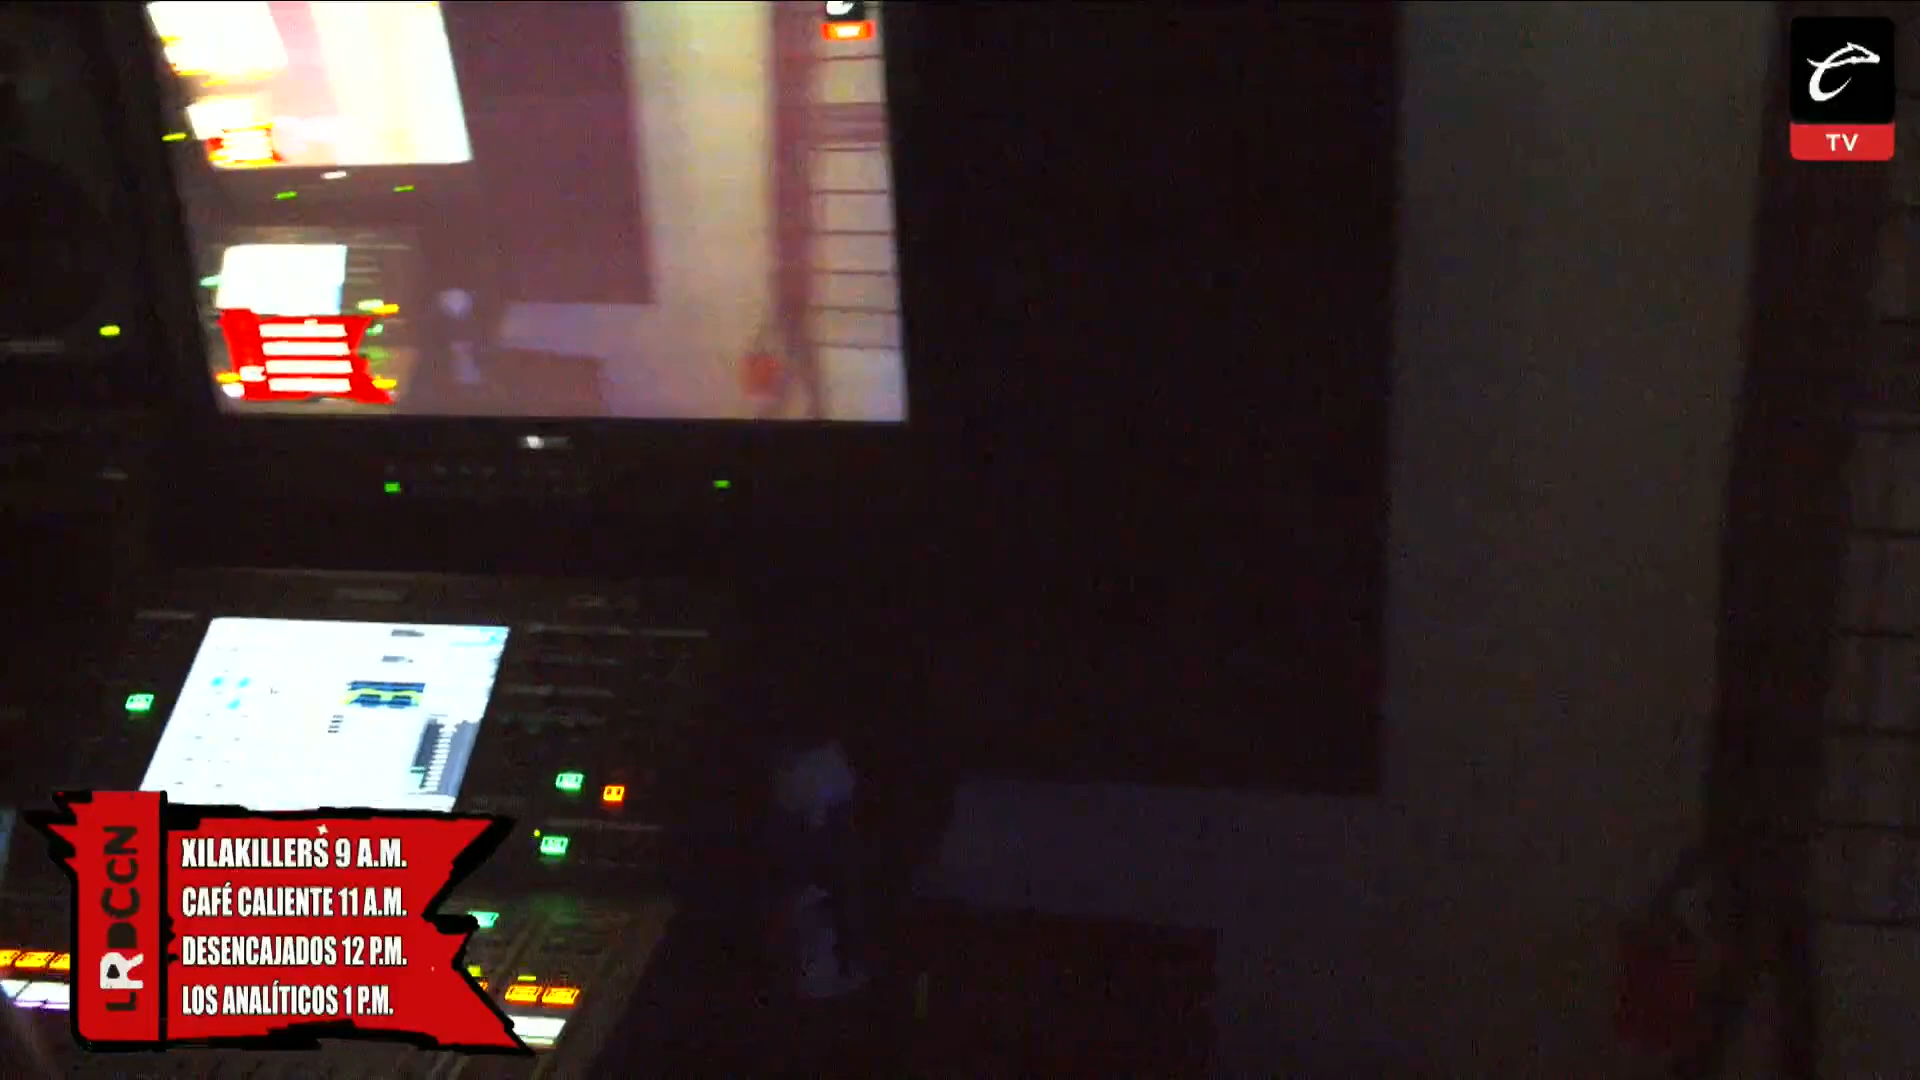 TV
LRDCCN
XILAKILLERS 9 A.M.
CAFÉ CALIENTE 11 A.M.
DESENCAJADOS 12 P.M.
LOS ANALÍTICOS 1 P.M.